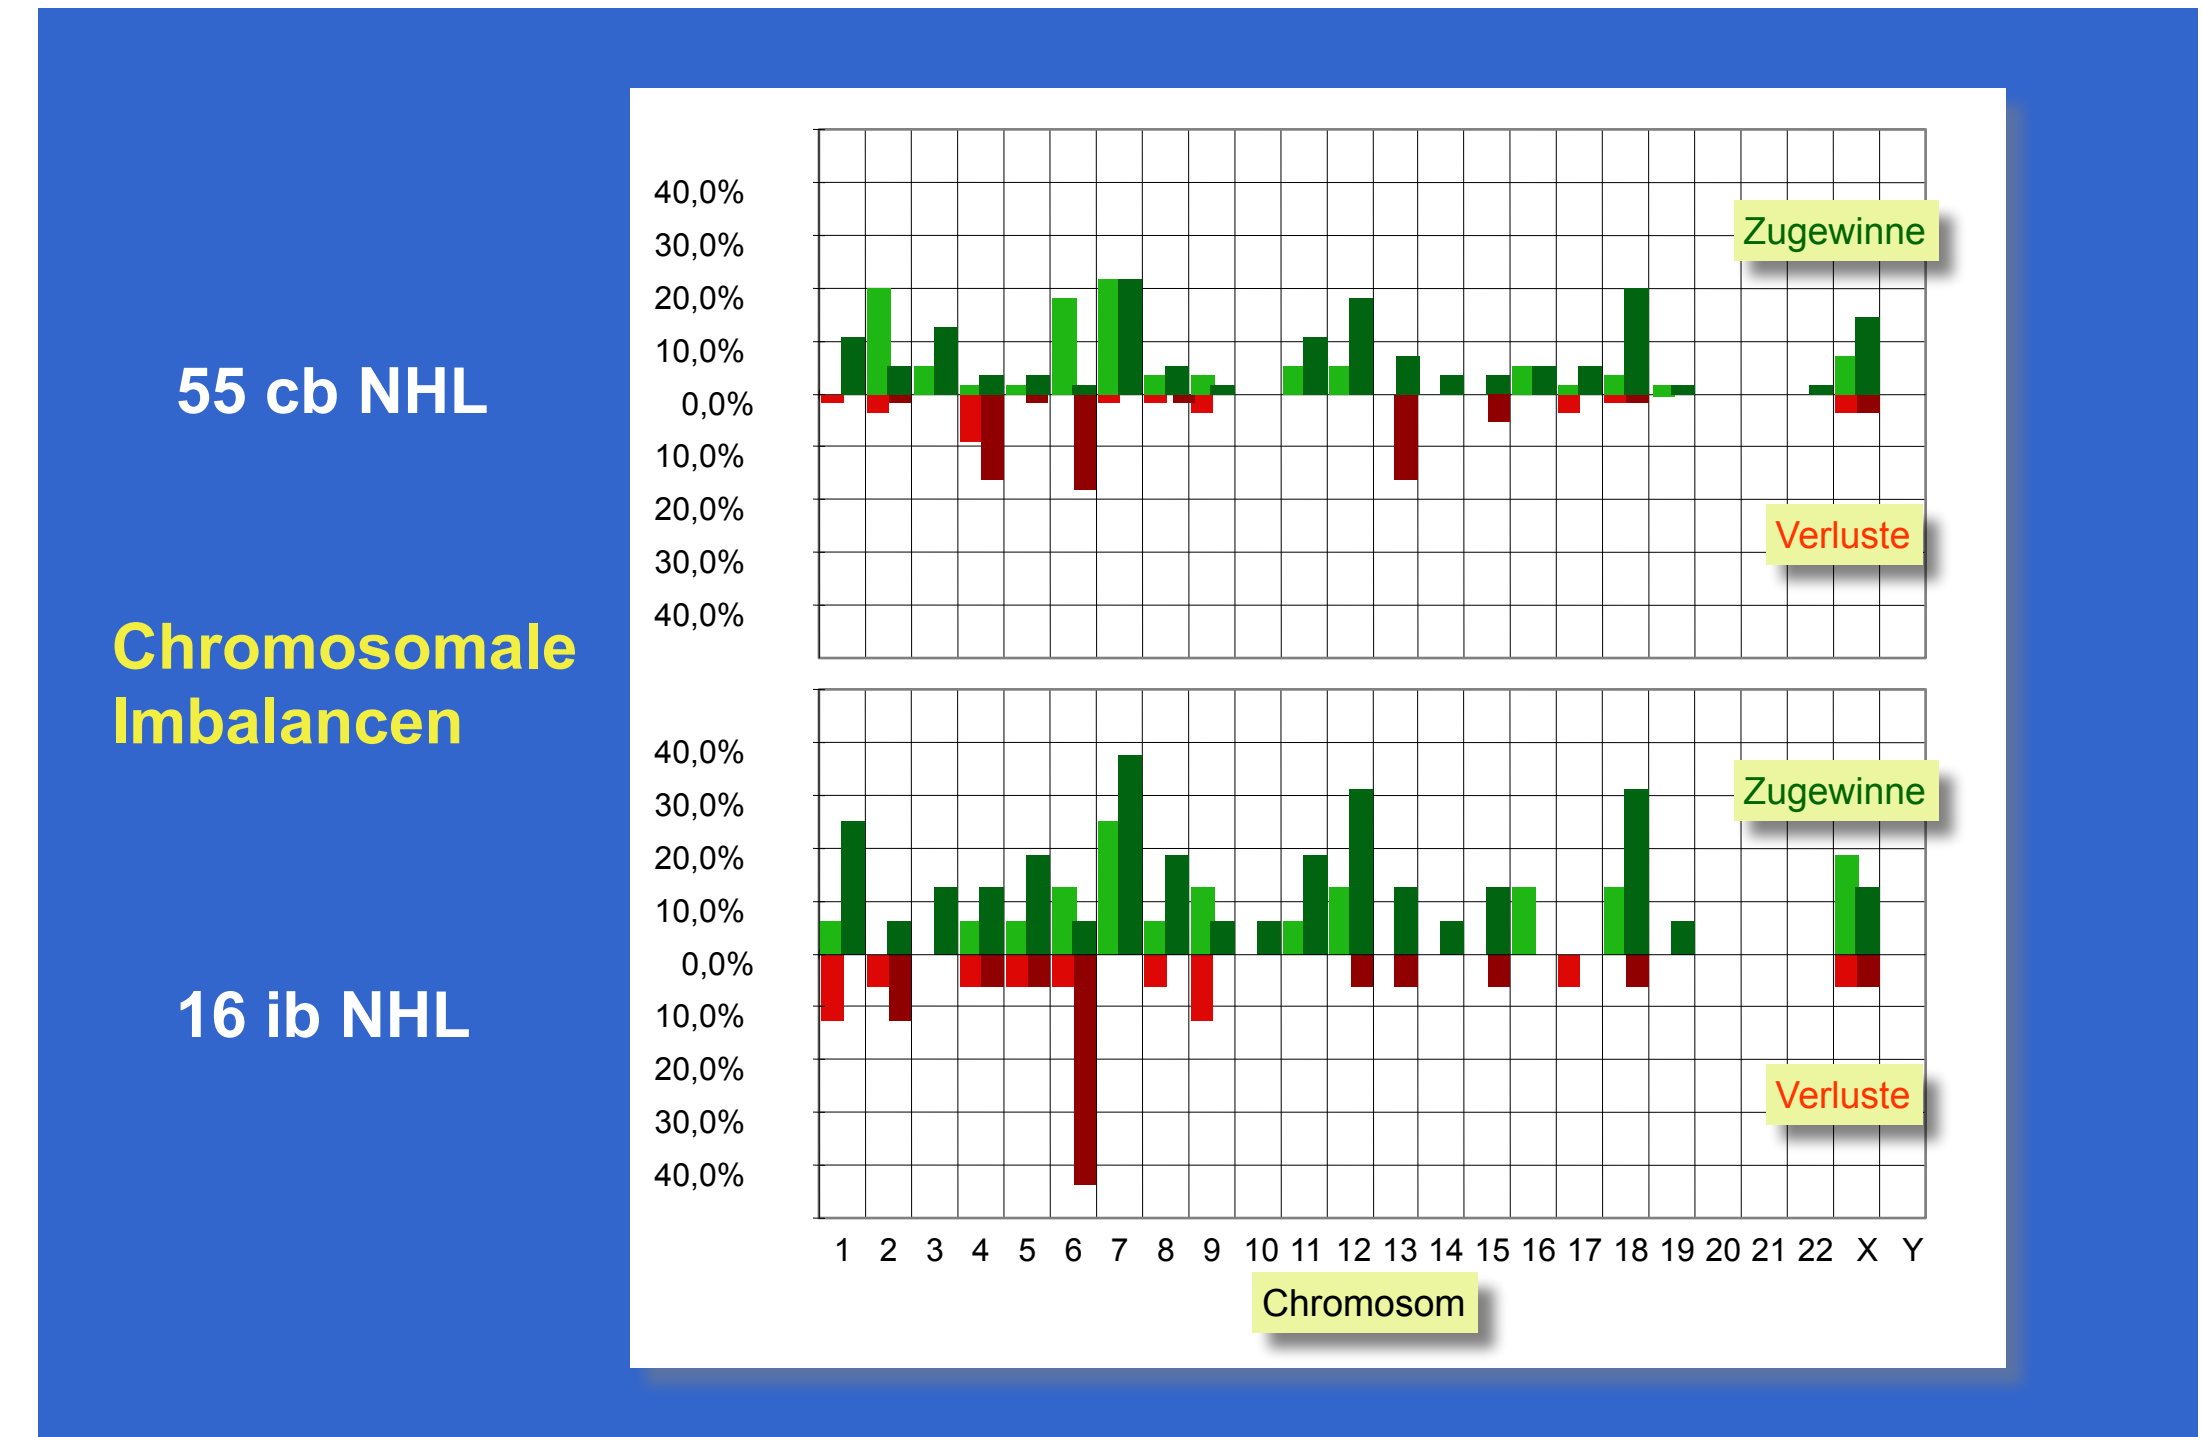 40,0%
30,0%
Zugewinne
20,0%
10,0%
55 cb NHL
0,0%
10,0%
20,0%
Verluste
30,0%
40,0%
Chromosomale
Imbalancen
40,0%
30,0%
Zugewinne
20,0%
10,0%
0,0%
16 ib NHL
10,0%
20,0%
Verluste
30,0%
40,0%
1 2 3 4 5 6 7 8 9 10 11 12 13 14 15 16 17 18 19 20 21 22 X Y
Chromosom